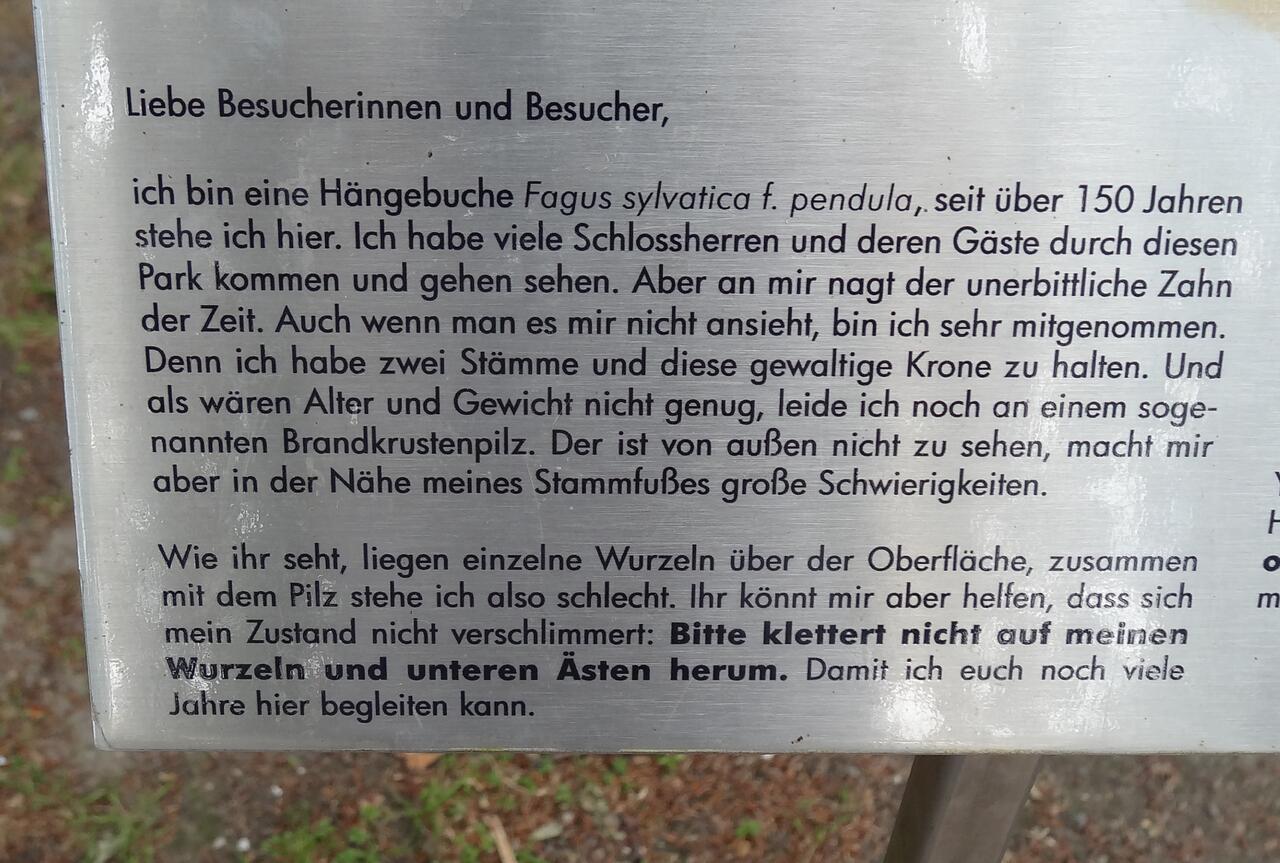 Liebe Besucherinnen und Besucher,
ich bin eine Hängebuche Fagus sylvatica f. pendula, seit über 150 Jahren
stehe ich hier. Ich habe viele Schlossherren und deren Gäste durch diesen
Park kommen und gehen sehen. Aber an mir nagt der unerbittliche Zahn
der Zeit. Auch wenn man es mir nicht ansieht, bin ich sehr mitgenommen.
Denn ich habe zwei Stämme und diese gewaltige Krone zu halten. Und
als wären Alter und Gewicht nicht genug, leide ich noch an einem soge-
nannten Brandkrustenpilz. Der ist von außen nicht zu sehen, macht mir
aber in der Nähe meines Stammfußes große Schwierigkeiten.
Wie ihr seht, liegen einzelne Wurzeln über der Oberfläche, zusammen
mit dem Pilz stehe ich also schlecht. Ihr könnt mir aber helfen, dass sich
mein Zustand nicht verschlimmert: Bitte klettert nicht auf meinen
Wurzeln und unteren Ästen herum. Damit ich euch noch viele
Jahre hier begleiten kann.